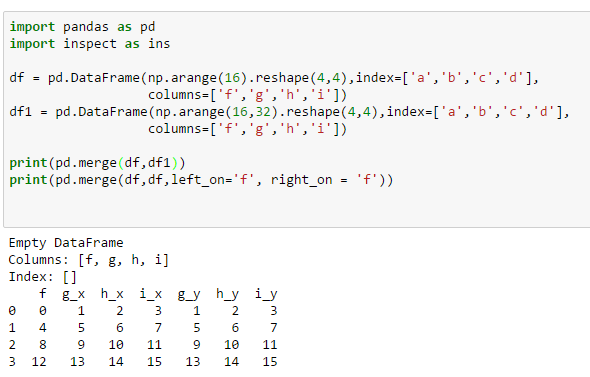 import pandas as pd
import inspect as ins
df = pd.DataFrame(np.arange(16).reshape(4,4),index=['a','b','c','d'],
columns=['f','g','h','i'])
df1 = pd.DataFrame(np.arange(16,32).reshape(4,4),index=['a','b','c','d'],
columns=['f','g','h','i'])
print(pd.merge(df,df1))
print(pd.merge(df,df,left_on='f', right_on = 'f'))
Empty DataFrame
Columns: [f, g, h, i]
Index: []
f g_x h_x i_x g_y h_y i_y
0 0 1 2 3 1 2 3
1 4 5 6 7 5 6 7
2 8 9 10 11 9 10 11
3 12 13 14 15 13 14 15